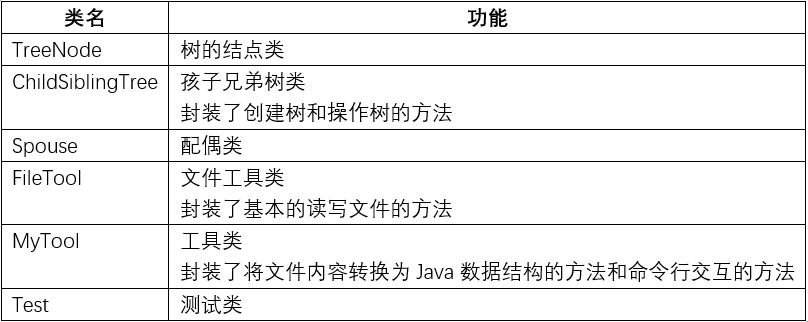 类名 功能
TreeNode 树的结点类
ChildSiblingTree 孩子兄弟树类
封装了创建树和操作树的方法
Spouse 配偶类
FileTool 文件工具类
封装了基本的读写文件的方法
MyTool 工具类
封装了将文件内容转换为 Java 数据结构的方法和命令行交互的方法
Test 测试类